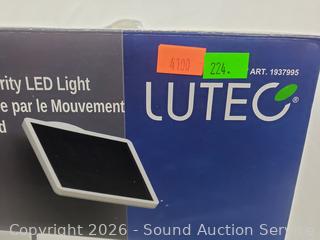 rity LED Light
e par le Mouvement
d
4100
224.
ART. 1937995
LUTEC®
Copyright 2026 - Sound Auction Service